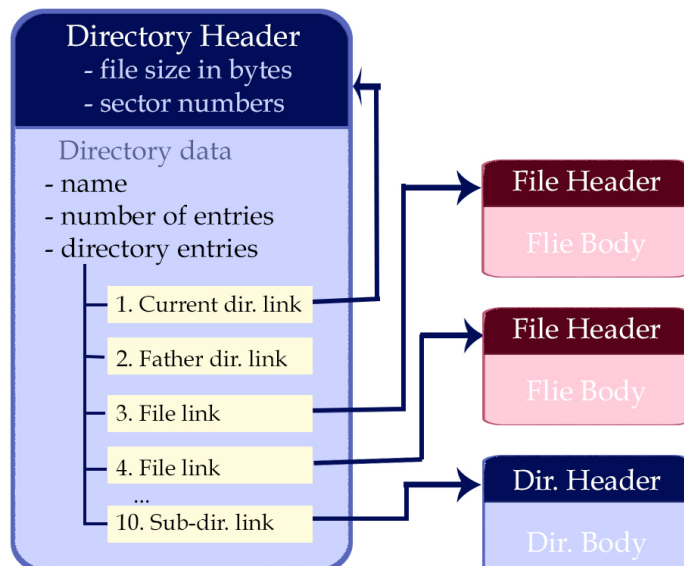 Directory Header
- file size in bytes
- sector numbers
Directory data
- name
- number of entries
- directory entries
1. Current dir. link
2. Father dir. link
3. File link
4. File link
...
10. Sub-dir. link
File Header
Flie Body
File Header
Flie Body
Dir. Header
Dir. Body